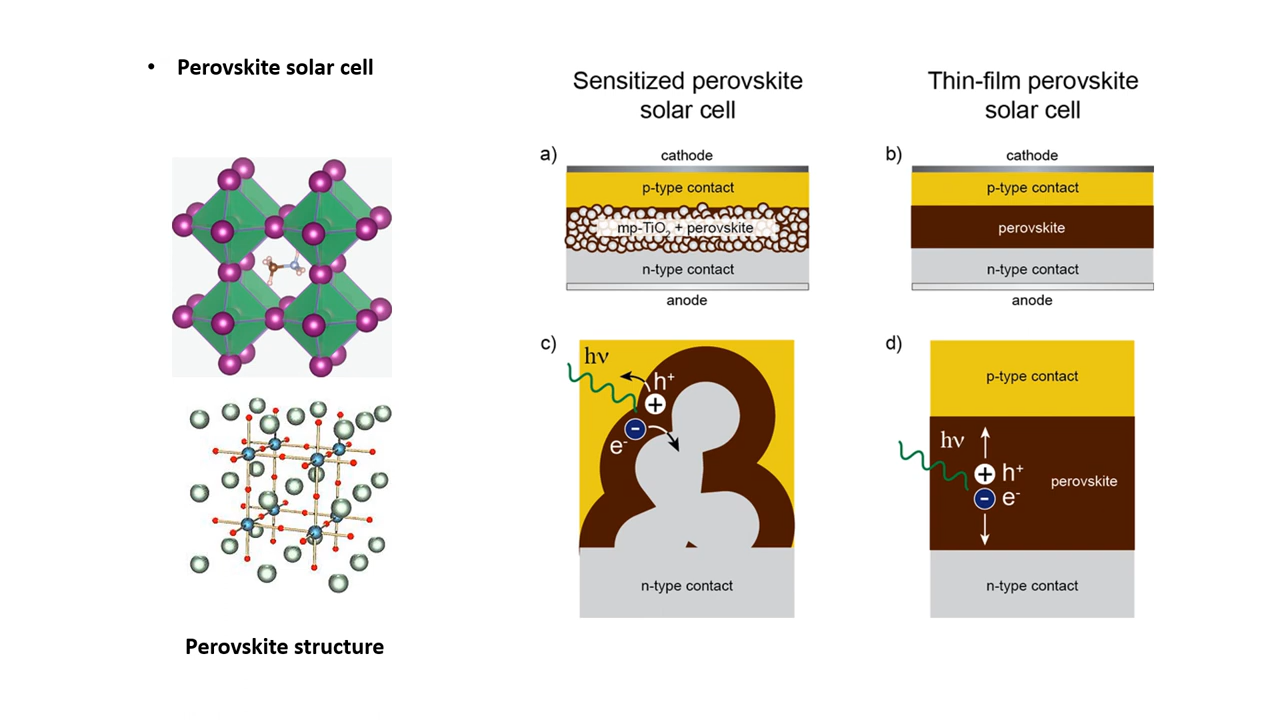 • Perovskite solar cell
Perovskite structure
Sensitized perovskite
solar cell
Thin-film perovskite
solar cell
a)
cathode
p-type contact
mp-TiO₂ + perovskite
n-type contact
anode
b)
cathode
p-type contact
perovskite
n-type contact
anode
c)
hν
h⁺
+
-
e⁻
n-type contact
d)
p-type contact
hν
+
h⁺
-
e⁻
perovskite
n-type contact